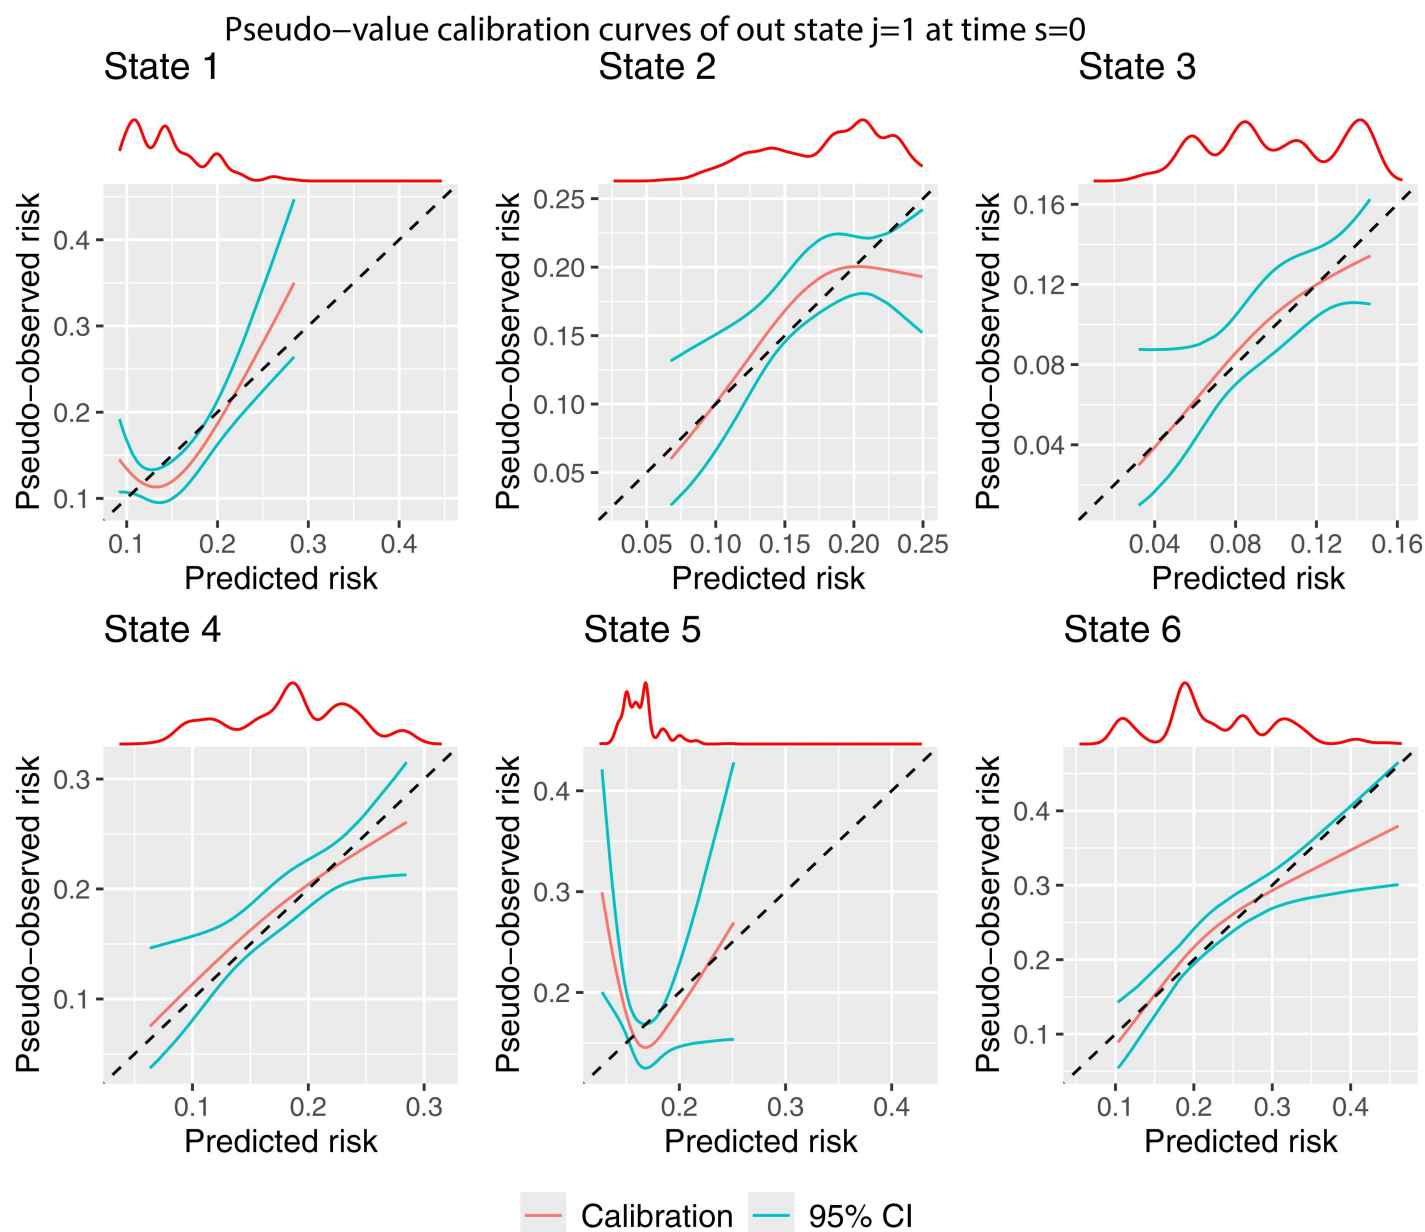 Pseudo−value calibration curves of out state j=1 at time s=0
State 1
Pseudo−observed risk
0.4
0.3
0.2
0.1
0.1 0.2 0.3 0.4
Predicted risk
State 2
Pseudo−observed risk
0.25
0.20
0.15
0.10
0.05
0.05 0.10 0.15 0.20 0.25
Predicted risk
State 3
Pseudo−observed risk
0.16
0.12
0.08
0.04
0.04 0.08 0.12 0.16
Predicted risk
State 4
Pseudo−observed risk
0.3
0.2
0.1
0.1 0.2 0.3
Predicted risk
State 5
Pseudo−observed risk
0.4
0.3
0.2
0.2 0.3 0.4
Predicted risk
State 6
Pseudo−observed risk
0.4
0.3
0.2
0.1
0.1 0.2 0.3 0.4
Predicted risk
Calibration 95% CI